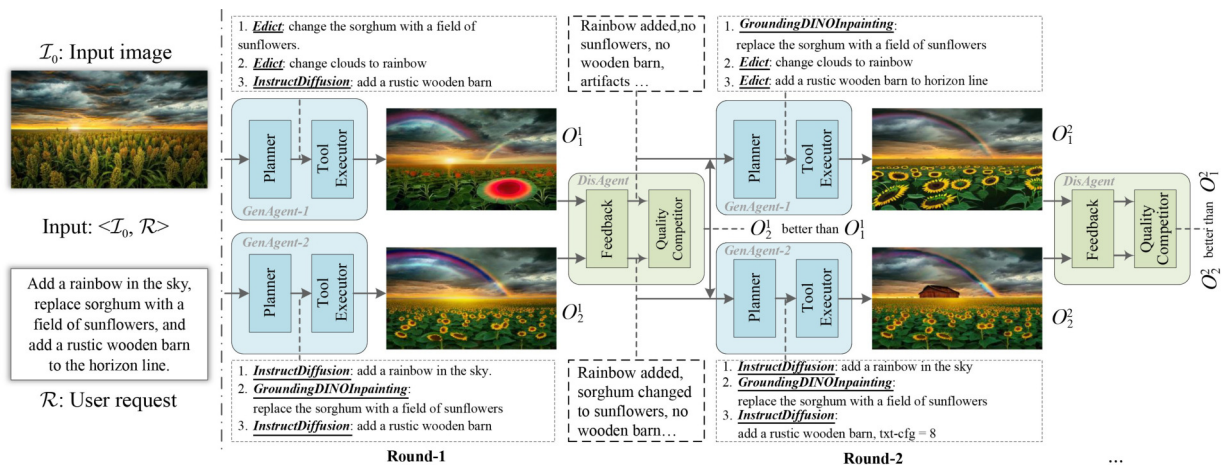 I₀: Input image
Input: <I₀, R>
Add a rainbow in the sky,
replace sorghum with a
field of sunflowers, and
add a rustic wooden barn
to the horizon line.
R: User request
1. Edict: change the sorghum with a field of
sunflowers.
2. Edict: change clouds to rainbow
3. InstructDiffusion: add a rustic wooden barn
Planner
Tool
Executor
GenAgent-1
O₁¹
GenAgent-2
Planner
Tool
Executor
O₂¹
1. InstructDiffusion: add a rainbow in the sky.
2. GroundingDINOInpainting:
replace the sorghum with a field of sunflowers
3. InstructDiffusion: add a rustic wooden barn
Round-1
Rainbow added,no
sunflowers, no
wooden barn,
artifacts …
DisAgent
Feedback
Quality
Competitor
O₂¹ better than O₁¹
Rainbow added,
sorghum changed
to sunflowers, no
wooden barn…
1. GroundingDINOInpainting:
replace the sorghum with a field of sunflowers
2. Edict: change clouds to rainbow
3. Edict: add a rustic wooden barn to horizon line
Planner
Tool
Executor
GenAgent-1
O₁²
GenAgent-2
Planner
Tool
Executor
O₂²
1. InstructDiffusion: add a rainbow in the sky
2. GroundingDINOInpainting:
replace the sorghum with a field of sunflowers
3. InstructDiffusion:
add a rustic wooden barn, txt-cfg = 8
Round-2
DisAgent
Feedback
Quality
Competitor
O₂² better than O₁²
...